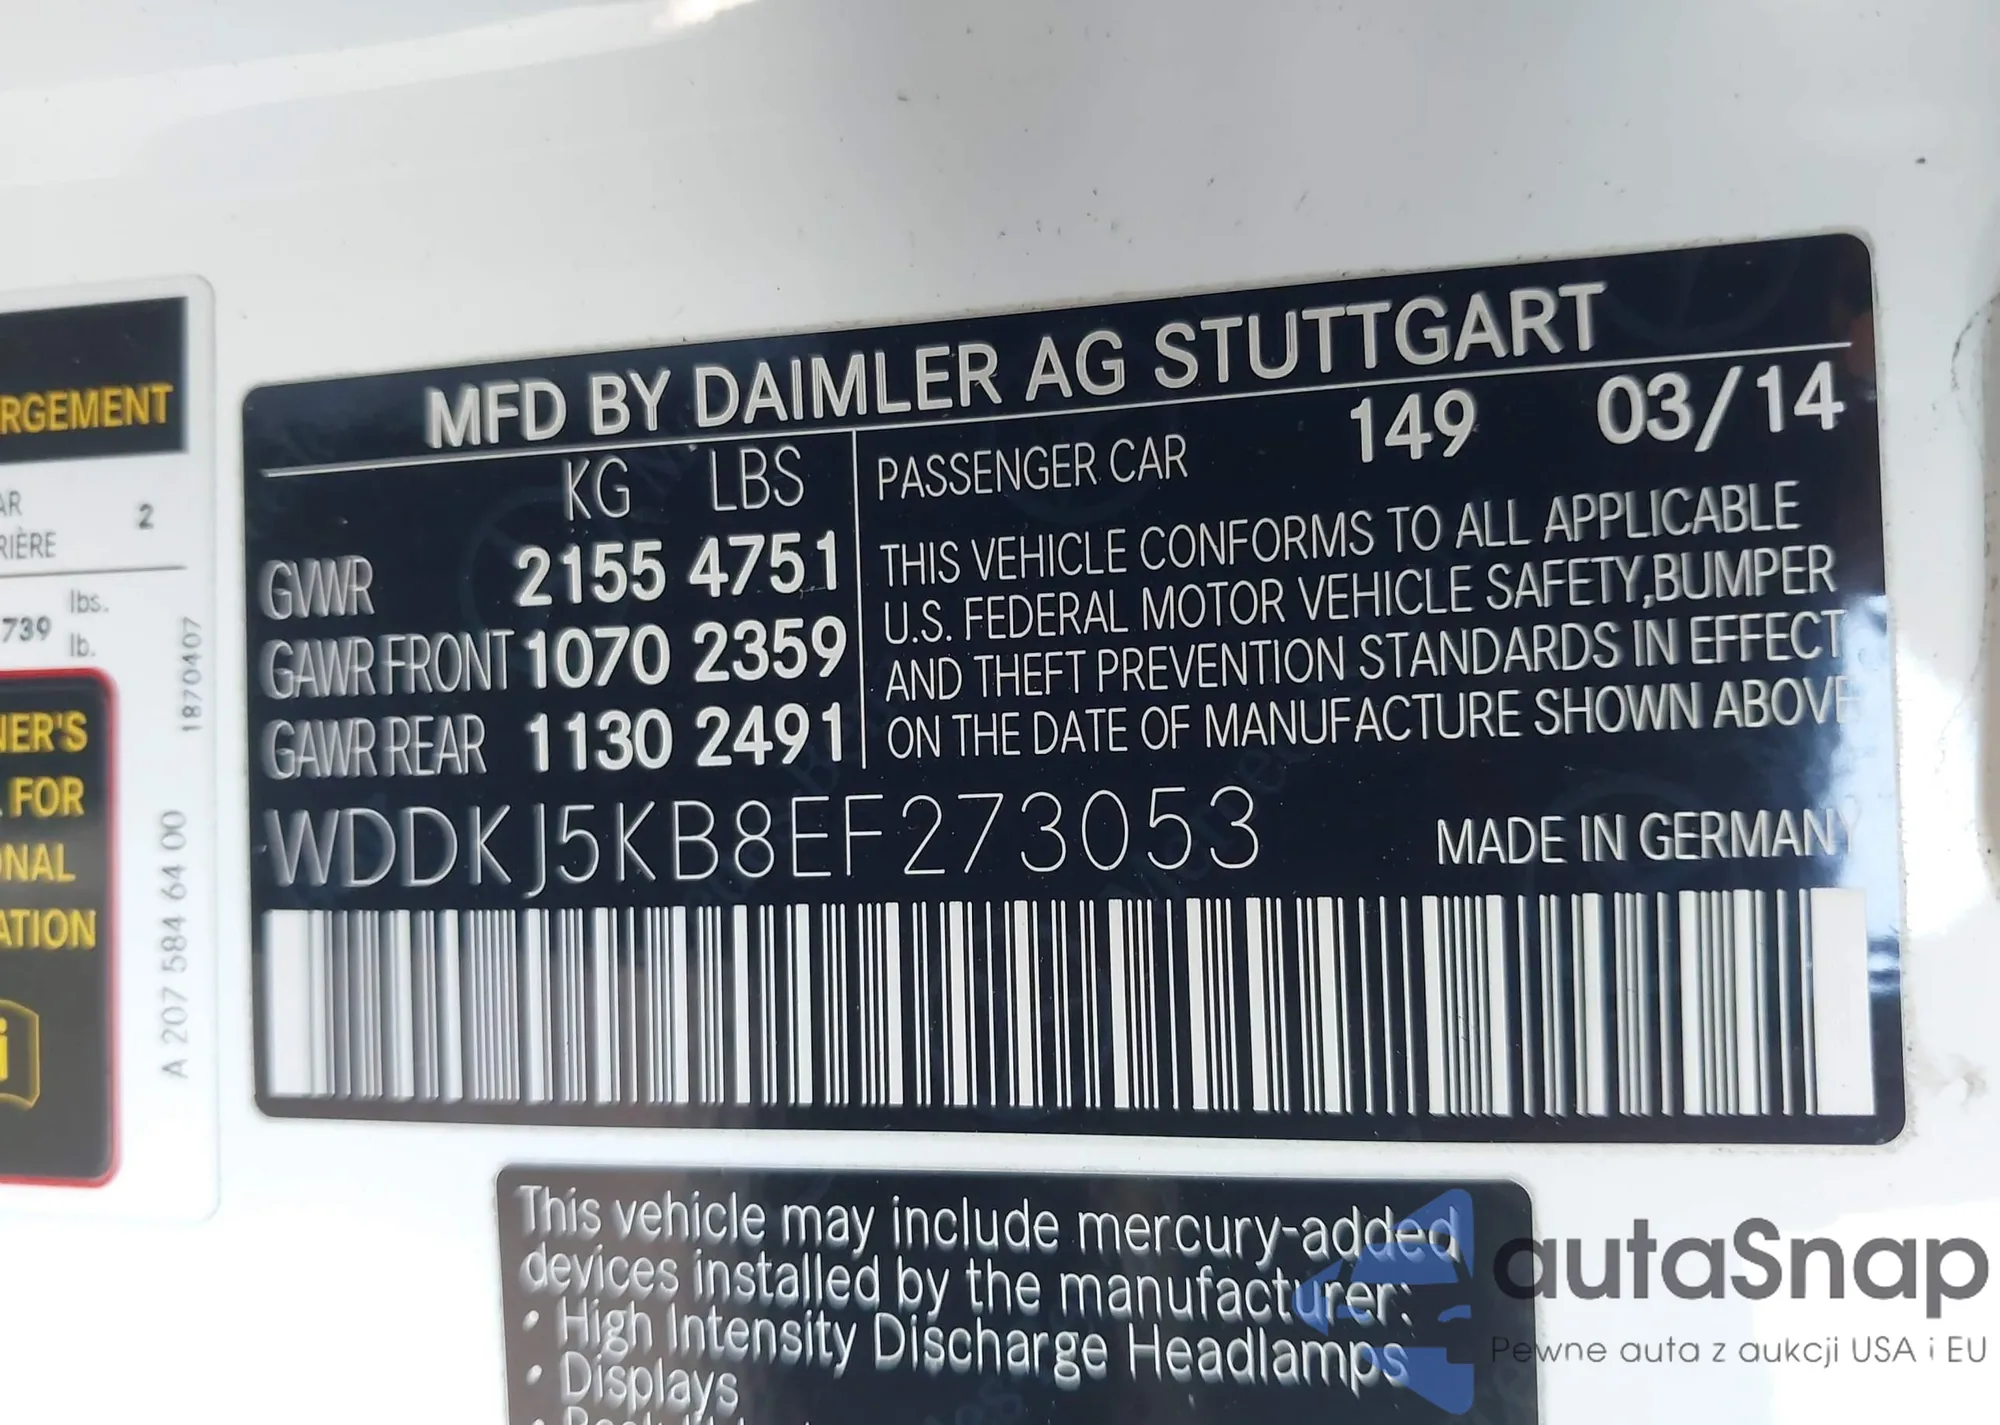 RGEMENT
AR
RIÈRE
2
739
lbs.
lb.
NER'S
FOR
ONAL
ATION
i
1870407
A 207 584 64 00
MFD BY DAIMLER AG STUTTGART
KG LBS
GVWR 2155 4751
GAWR FRONT 1070 2359
GAWR REAR 1130 2491
PASSENGER CAR 149 03/14
THIS VEHICLE CONFORMS TO ALL APPLICABLE
U.S. FEDERAL MOTOR VEHICLE SAFETY,BUMPER
AND THEFT PREVENTION STANDARDS IN EFFECT
ON THE DATE OF MANUFACTURE SHOWN ABOVE
WDDKJ5KB8EF273053
MADE IN GERMANY
This vehicle may include mercury-added
devices installed by the manufacturer:
• High Intensity Discharge Headlamps
• Displays
autaSnap
Pewne auta z aukcji USA i EU